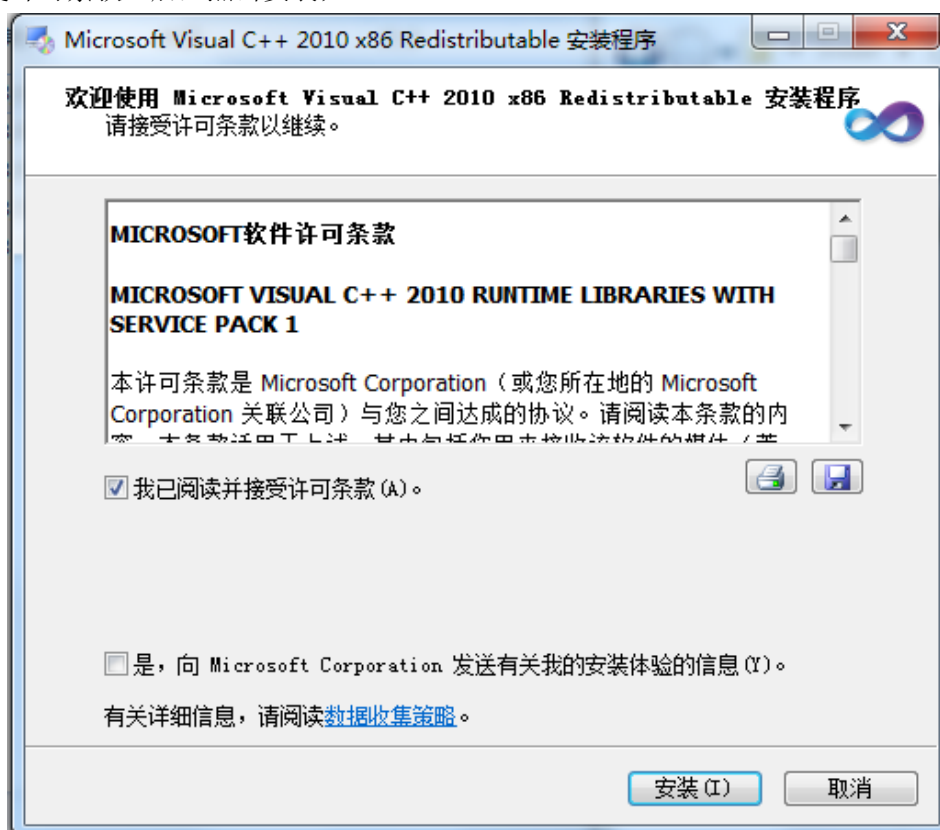 Microsoft Visual C++ 2010 x86 Redistributable 安装程序
欢迎使用 Microsoft Visual C++ 2010 x86 Redistributable 安装程序
请接受许可条款以继续。
MICROSOFT软件许可条款
MICROSOFT VISUAL C++ 2010 RUNTIME LIBRARIES WITH
SERVICE PACK 1
本许可条款是 Microsoft Corporation（或您所在地的 Microsoft
Corporation 关联公司）与您之间达成的协议。请阅读本条款的内
我已阅读并接受许可条款(A)。
是，向 Microsoft Corporation 发送有关我的安装体验的信息(Y)。
有关详细信息，请阅读数据收集策略。
安装(I)
取消